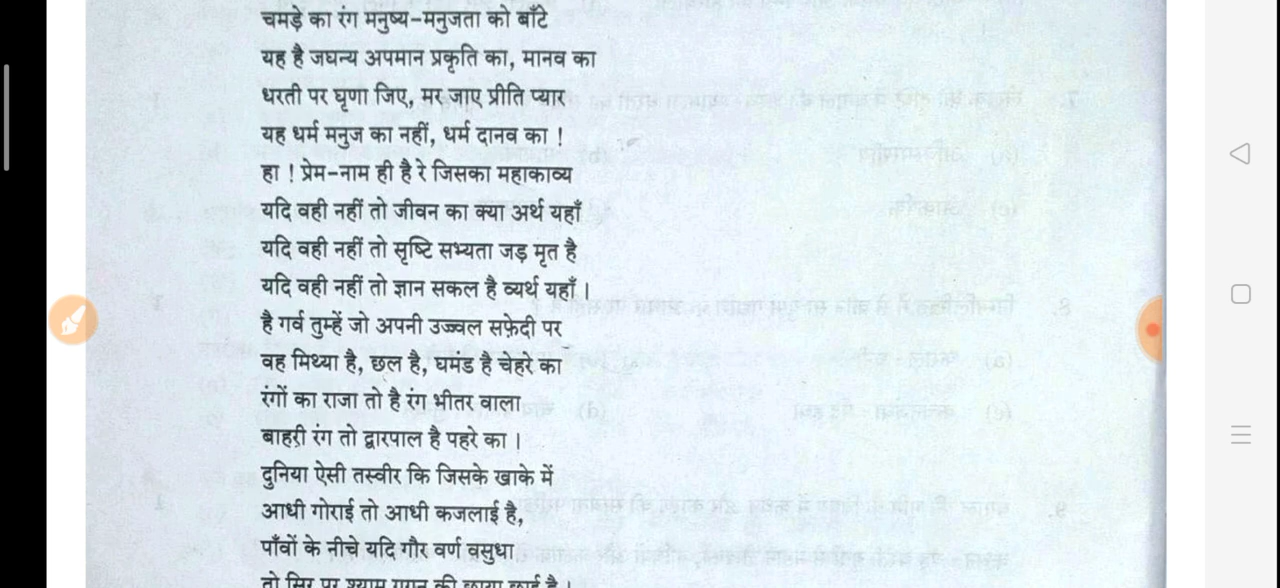 चमड़े का रंग मनुष्य-मनुजता को बाँटे
यह है जघन्य अपमान प्रकृति का, मानव का
धरती पर घृणा जिए, मर जाए प्रीति प्यार
यह धर्म मनुज का नहीं, धर्म दानव का !
हा ! प्रेम-नाम ही है रे जिसका महाकाव्य
यदि वही नहीं तो जीवन का क्या अर्थ यहाँ
यदि वही नहीं तो सृष्टि सभ्यता जड़ मृत है
यदि वही नहीं तो ज्ञान सकल है व्यर्थ यहाँ ।
है गर्व तुम्हें जो अपनी उज्ज्वल सफ़ेदी पर
वह मिथ्या है, छल है, घमंड है चेहरे का
रंगों का राजा तो है रंग भीतर वाला
बाहरी रंग तो द्वारपाल है पहरे का ।
दुनिया ऐसी तस्वीर कि जिसके खाके में
आधी गोराई तो आधी कजलाई है,
पाँवों के नीचे यदि गौर वर्ण वसुधा
तो सिर पर श्याम गगन की छाया छाई है ।